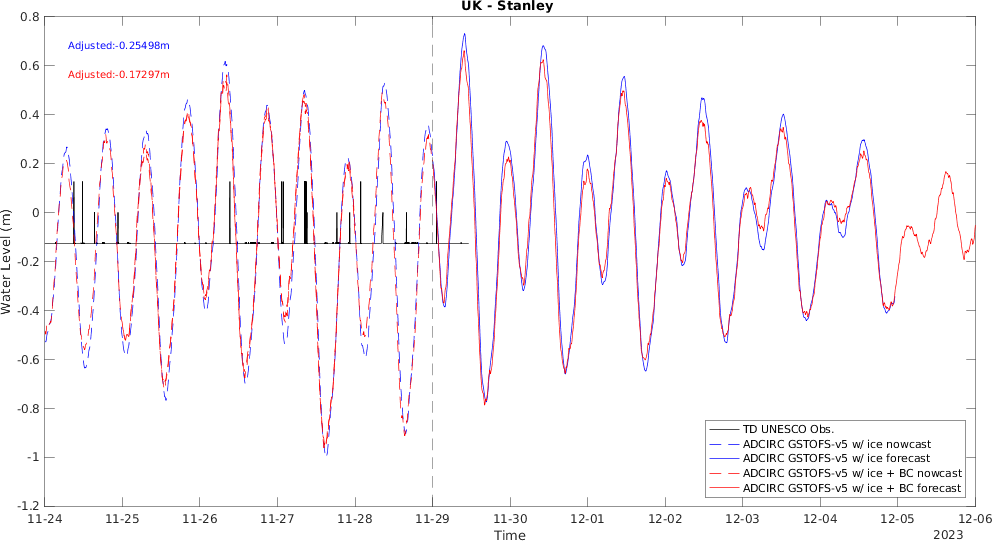 UK - Stanley
Adjusted:-0.25498m
Adjusted:-0.17297m
Water Level (m)
0.8
0.6
0.4
0.2
0
-0.2
-0.4
-0.6
-0.8
-1
-1.2
TD UNESCO Obs.
ADCIRC GSTOFS-v5 w/ ice nowcast
ADCIRC GSTOFS-v5 w/ ice forecast
ADCIRC GSTOFS-v5 w/ ice + BC nowcast
ADCIRC GSTOFS-v5 w/ ice + BC forecast
11-24 11-25 11-26 11-27 11-28 11-29 11-30 12-01 12-02 12-03 12-04 12-05 12-06
Time
2023